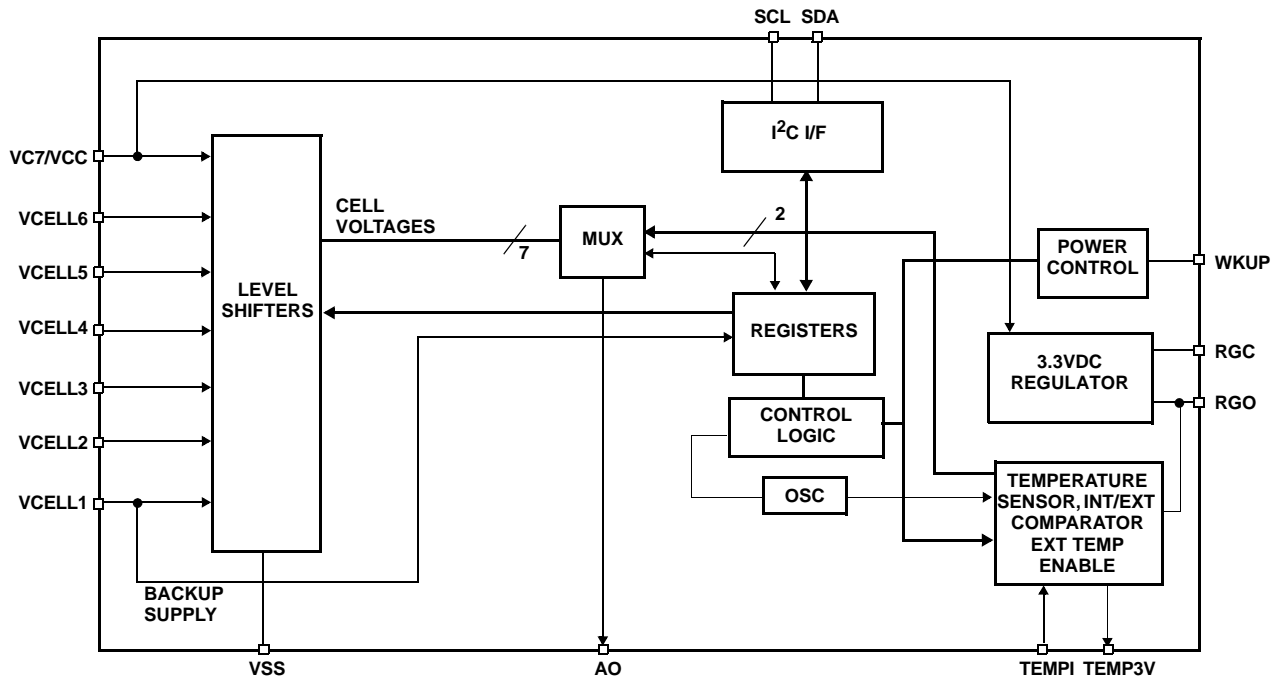 SCL SDA
I²C I/F
VC7/VCC
VCELL6
VCELL5
VCELL4
VCELL3
VCELL2
VCELL1
LEVEL
SHIFTERS
CELL
VOLTAGES
7
MUX
2
REGISTERS
CONTROL
LOGIC
OSC
POWER
CONTROL
WKUP
3.3VDC
REGULATOR
RGC
RGO
TEMPERATURE
SENSOR, INT/EXT
COMPARATOR
EXT TEMP
ENABLE
BACKUP
SUPPLY
VSS
AO
TEMPI TEMP3V